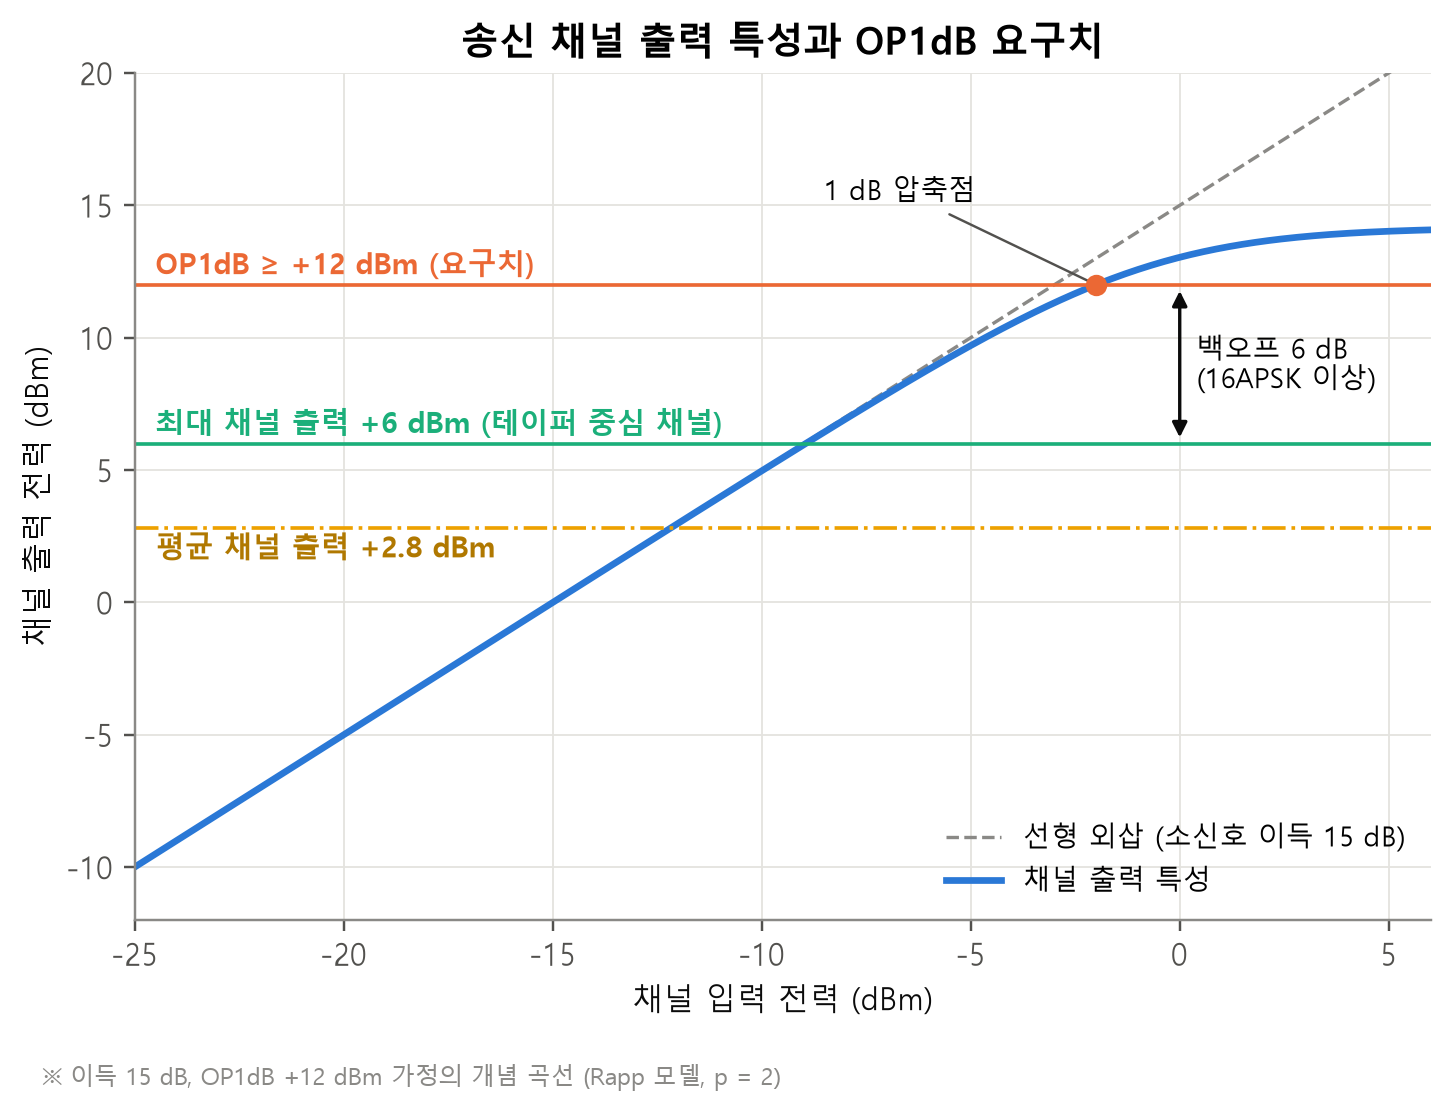 송신 채널 출력 특성과 OP1dB 요구치
20
15
10
5
0
-5
-10
채널 출력 전력 (dBm)
1 dB 압축점
OP1dB ≥ +12 dBm (요구치)
백오프 6 dB
(16APSK 이상)
최대 채널 출력 +6 dBm (테이퍼 중심 채널)
평균 채널 출력 +2.8 dBm
선형 외삽 (소신호 이득 15 dB)
채널 출력 특성
-25
-20
-15
-10
-5
0
5
채널 입력 전력 (dBm)
※ 이득 15 dB, OP1dB +12 dBm 가정의 개념 곡선 (Rapp 모델, p = 2)